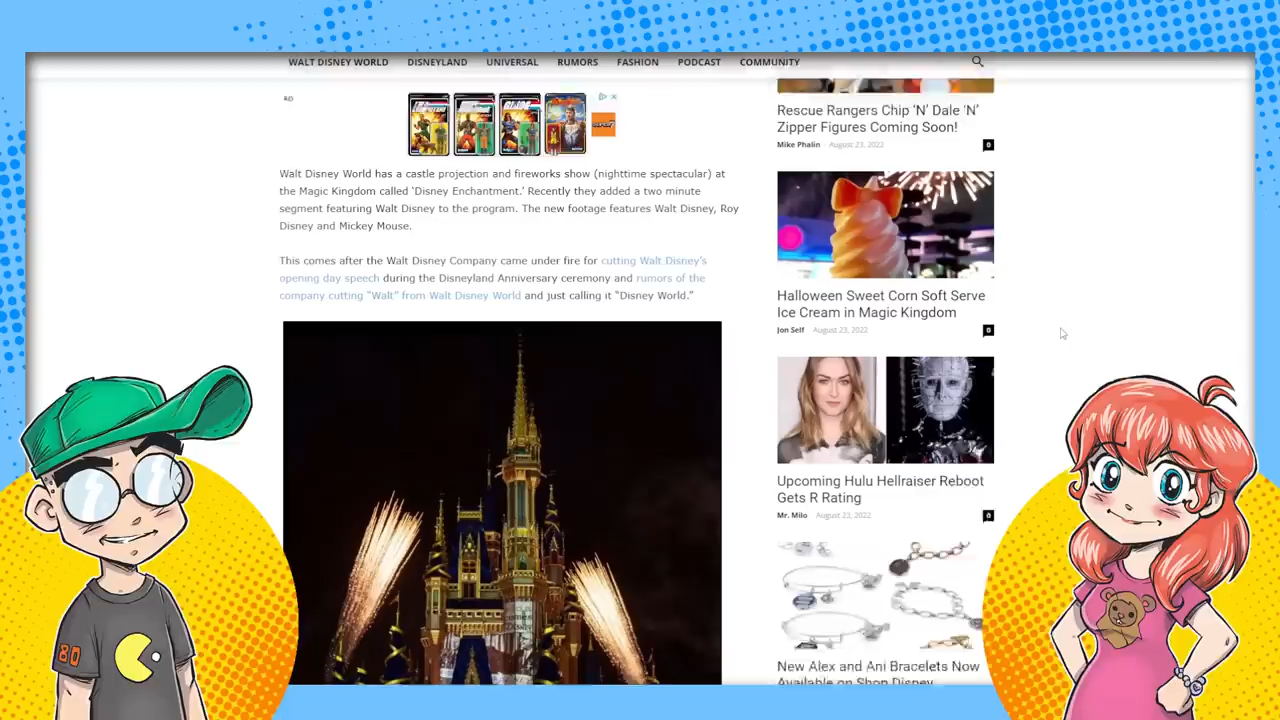 WALT DISNEY WORLD DISNEYLAND UNIVERSAL RUMORS FASHION PODCAST COMMUNITY
Walt Disney World has a castle projection and fireworks show (nighttime spectacular) at
the Magic Kingdom called ‘Disney Enchantment.’ Recently they added a two minute
segment featuring Walt Disney to the program. The new footage features Walt Disney, Roy
Disney and Mickey Mouse.
This comes after the Walt Disney Company came under fire for cutting Walt Disney’s
opening day speech during the Disneyland Anniversary ceremony and rumors of the
company cutting “Walt” from Walt Disney World and just calling it “Disney World.”
Rescue Rangers Chip ‘N’ Dale ‘N’
Zipper Figures Coming Soon!
Mike Phalin - August 23, 2022 0
Halloween Sweet Corn Soft Serve
Ice Cream in Magic Kingdom
Jon Self August 23, 2022 0
Upcoming Hulu Hellraiser Reboot
Gets R Rating
Mr. Milo August 23, 2022 0
New Alex and Ani Bracelets Now
Available on Shop Disney
80